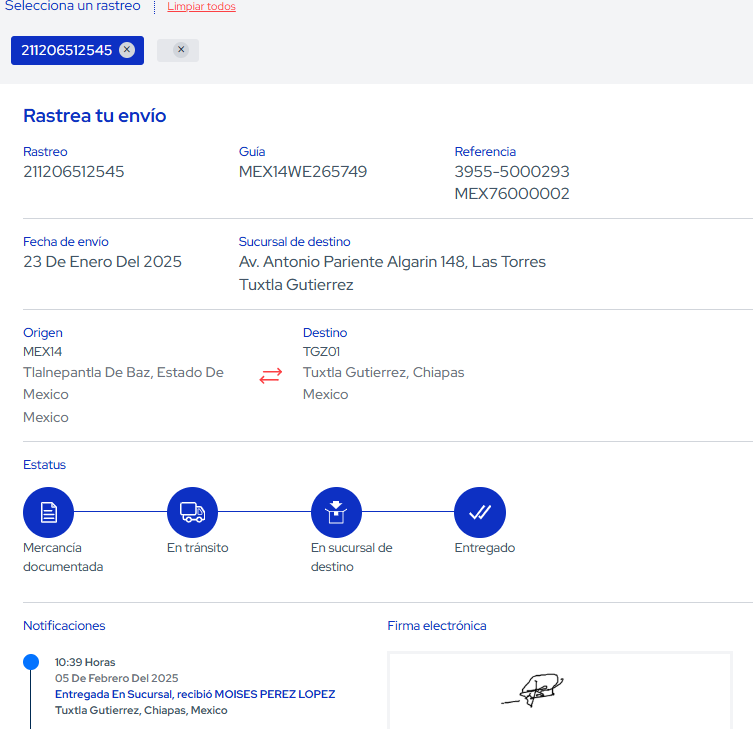 Selecciona un rastreo
Limpiar todos
211206512545
Rastrea tu envío
Rastreo
211206512545
Guía
MEX14WE265749
Referencia
3955-5000293
MEX76000002
Fecha de envío
23 De Enero Del 2025
Sucursal de destino
Av. Antonio Pariente Algarin 148, Las Torres
Tuxtla Gutierrez
Origen
MEX14
Tlalnepantla De Baz, Estado De
Mexico
Mexico
Destino
TGZ01
Tuxtla Gutierrez, Chiapas
Mexico
Estatus
Mercancía
documentada
En tránsito
En sucursal de
destino
Entregado
Notificaciones
10:39 Horas
05 De Febrero Del 2025
Entregada En Sucursal, recibió MOISES PEREZ LOPEZ
Tuxtla Gutierrez, Chiapas, Mexico
Firma electrónica